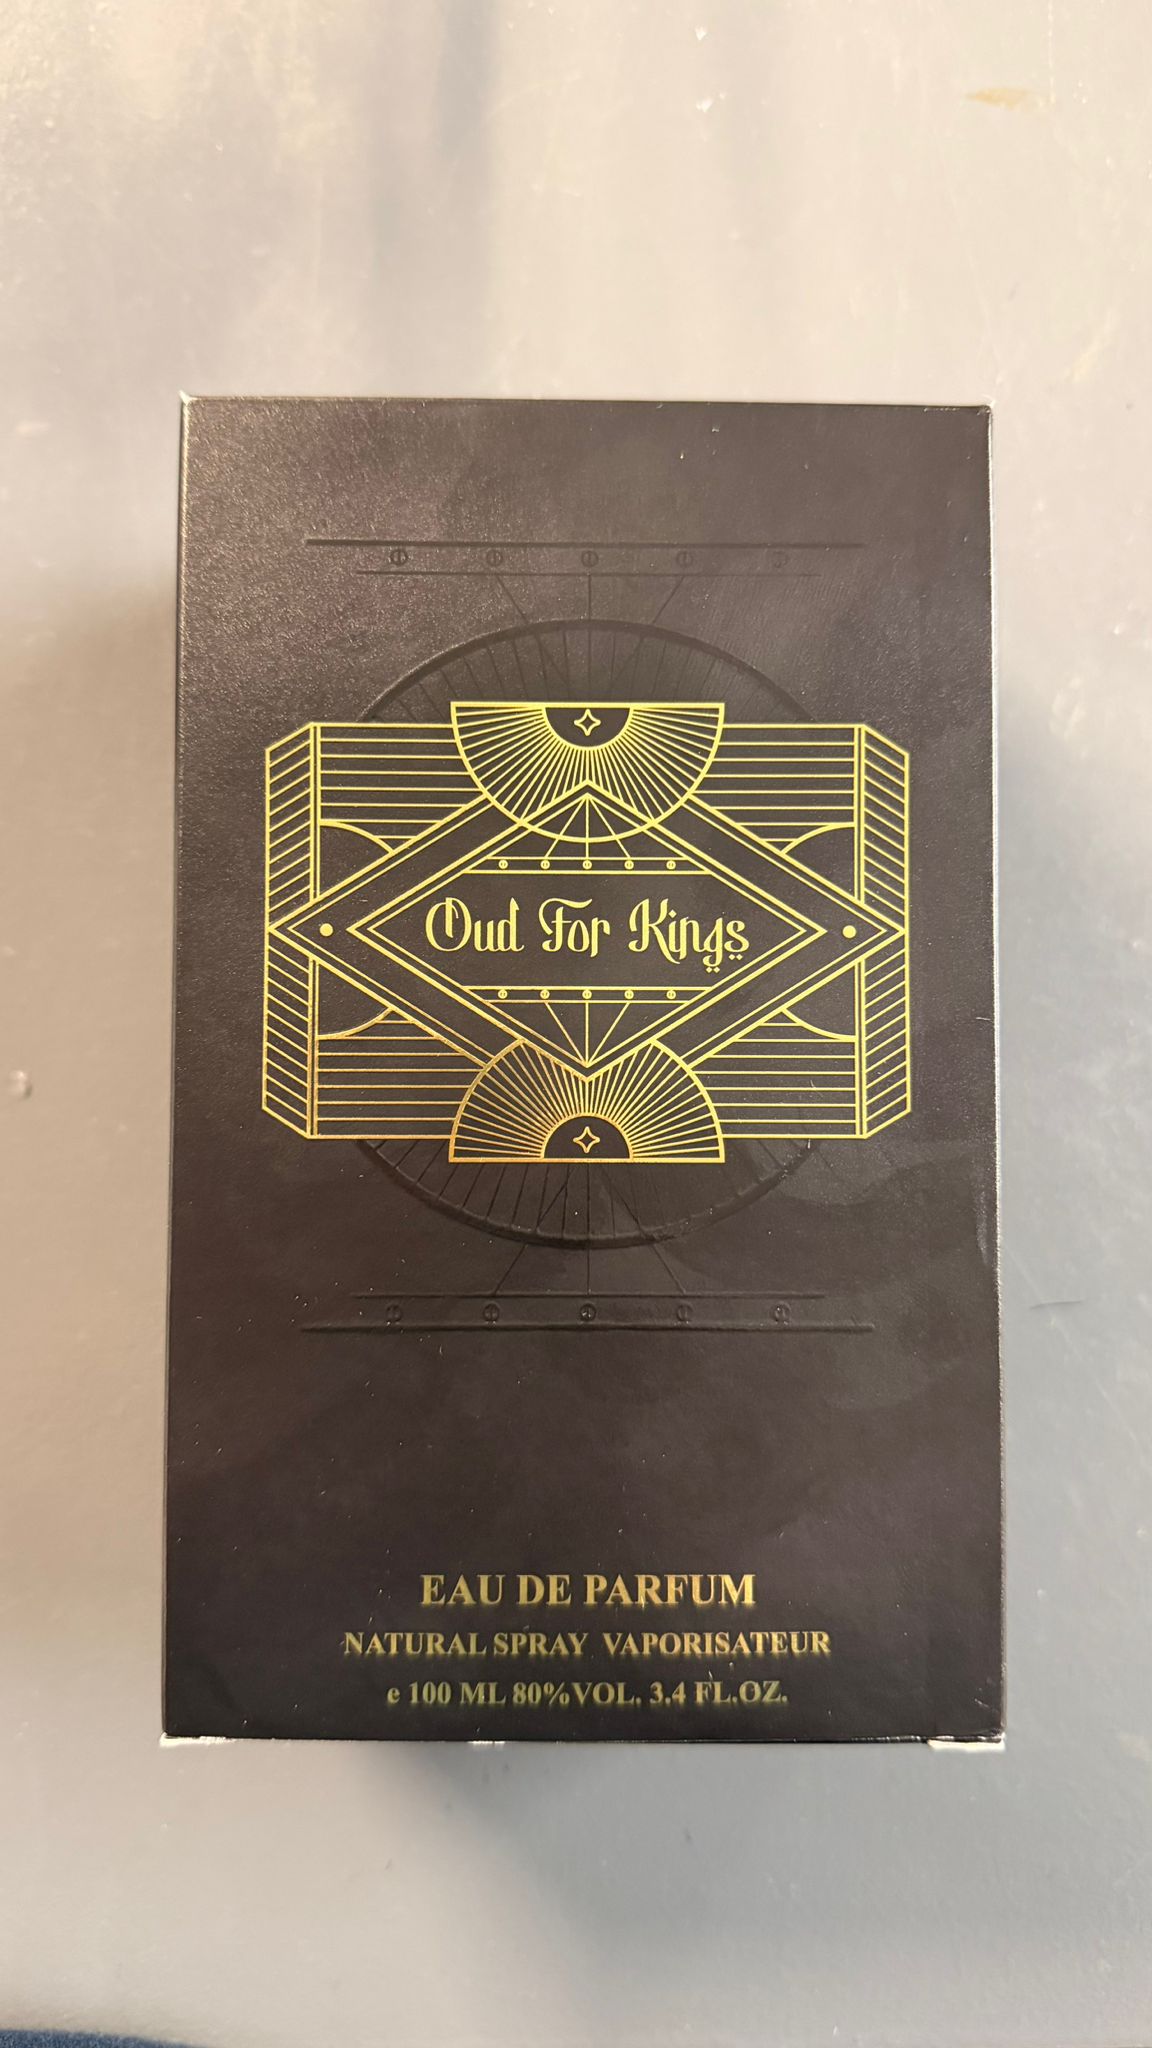 Oud For Kings
EAU DE PARFUM
NATURAL SPRAY VAPORISATEUR
e 100 ML 80%VOL. 3.4 FL.OZ.